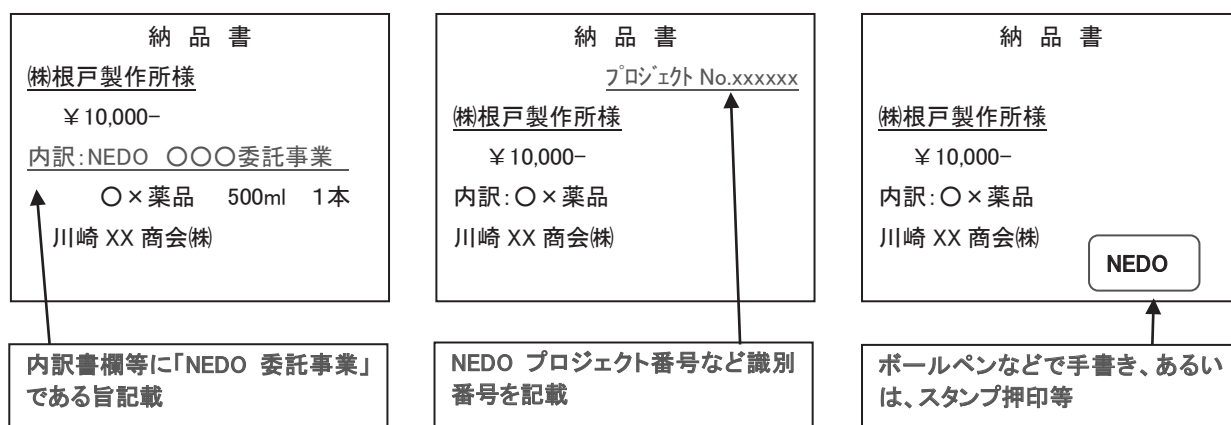 納 品 書
㈱根戸製作所様
￥10,000−
内訳：NEDO　〇〇〇委託事業
〇×薬品　500ml　1本
川崎 XX 商会㈱
内訳書欄等に「NEDO 委託事業」
である旨記載
納 品 書
ﾌﾟﾛｼﾞｪｸﾄ No.xxxxxx
㈱根戸製作所様
￥10,000−
内訳：〇×薬品
川崎 XX 商会㈱
NEDO プロジェクト番号など識別
番号を記載
納 品 書
㈱根戸製作所様
￥10,000−
内訳：〇×薬品
川崎 XX 商会㈱
NEDO
ボールペンなどで手書き、あるい
は、スタンプ押印等